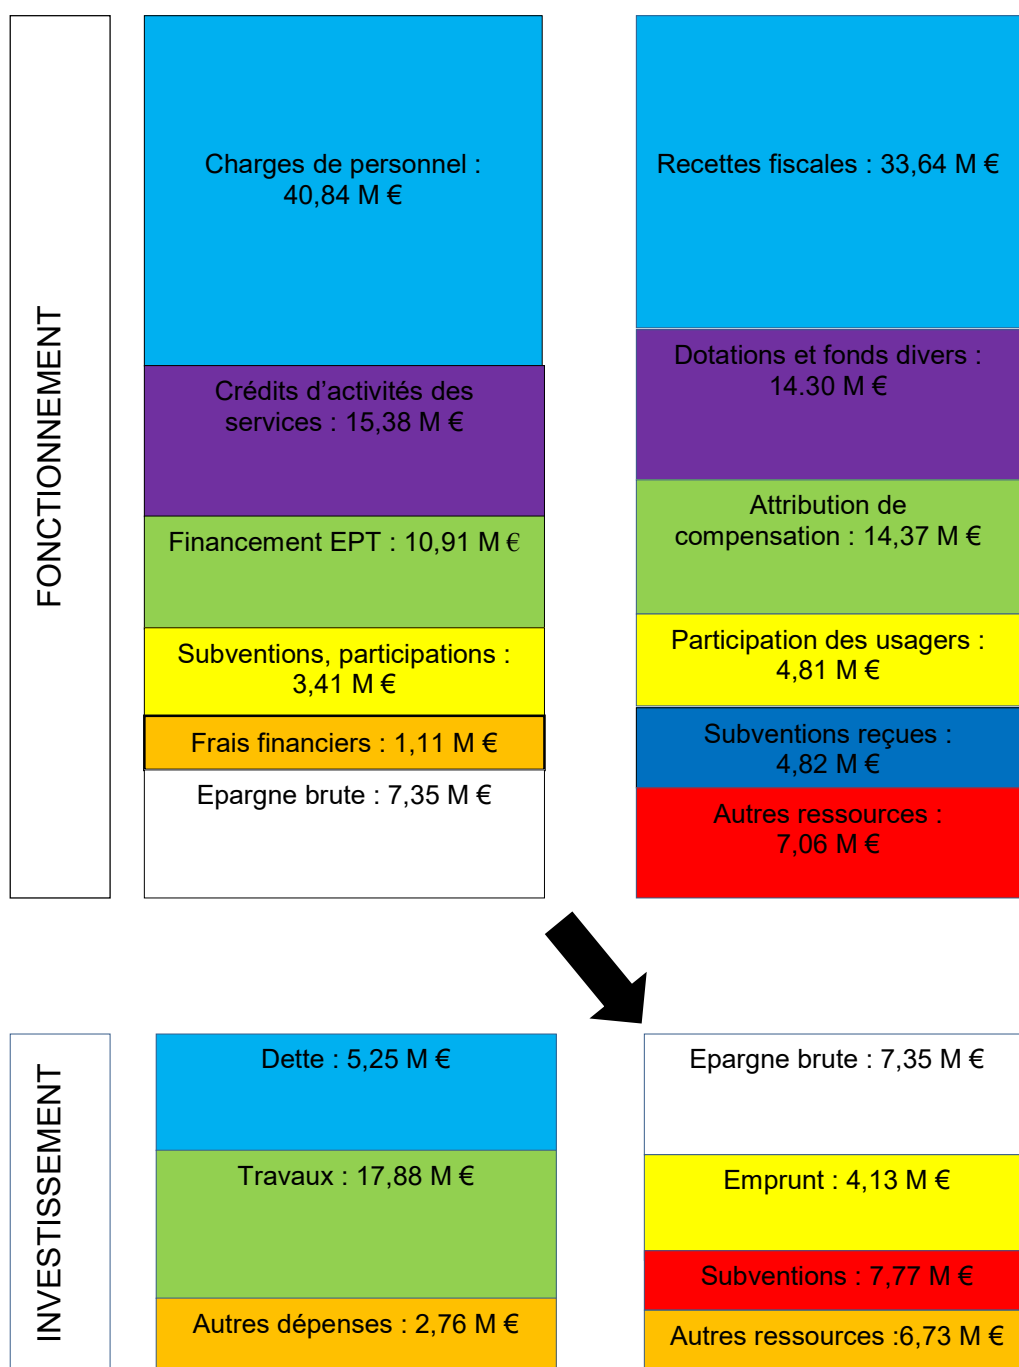 FONCTIONNEMENT
Charges de personnel :
40,84 M €
Crédits d'activités des
services : 15,38 M €
Financement EPT : 10,91 M €
Subventions, participations :
3,41 M €
Frais financiers : 1,11 M €
Epargne brute : 7,35 M €
Recettes fiscales : 33,64 M €
Dotations et fonds divers :
14.30 M €
Attribution de
compensation : 14,37 M €
Participation des usagers :
4,81 M €
Subventions reçues :
4,82 M €
Autres ressources :
7,06 M €
INVESTISSEMENT
Dette : 5,25 M €
Travaux : 17,88 M €
Autres dépenses : 2,76 M €
Epargne brute : 7,35 M €
Emprunt : 4,13 M €
Subventions : 7,77 M €
Autres ressources :6,73 M €